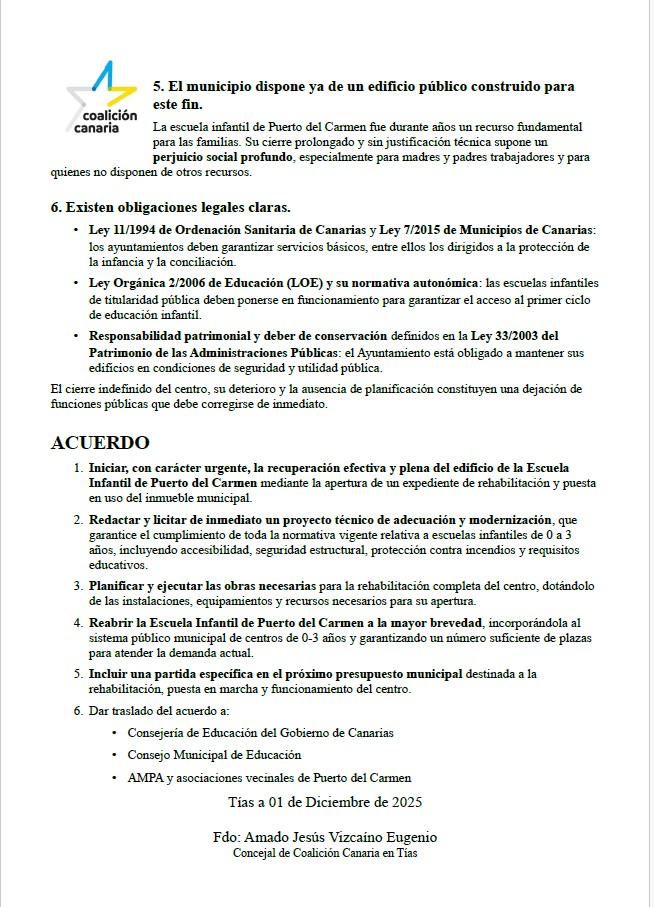 coalición
canaria
5. El municipio dispone ya de un edificio público construido para
este fin.
La escuela infantil de Puerto del Carmen fue durante años un recurso fundamental
para las familias. Su cierre prolongado y sin justificación técnica supone un
perjuicio social profundo, especialmente para madres y padres trabajadores y para
quienes no disponen de otros recursos.
6. Existen obligaciones legales claras.
• Ley 11/1994 de Ordenación Sanitaria de Canarias y Ley 7/2015 de Municipios de Canarias:
los ayuntamientos deben garantizar servicios básicos, entre ellos los dirigidos a la protección de
la infancia y la conciliación.
• Ley Orgánica 2/2006 de Educación (LOE) y su normativa autonómica: las escuelas infantiles
de titularidad pública deben ponerse en funcionamiento para garantizar el acceso al primer ciclo
de educación infantil.
• Responsabilidad patrimonial y deber de conservación definidos en la Ley 33/2003 del
Patrimonio de las Administraciones Públicas: el Ayuntamiento está obligado a mantener sus
edificios en condiciones de seguridad y utilidad pública.
El cierre indefinido del centro, su deterioro y la ausencia de planificación constituyen una dejación de
funciones públicas que debe corregirse de inmediato.
ACUERDO
1. Iniciar, con carácter urgente, la recuperación efectiva y plena del edificio de la Escuela
Infantil de Puerto del Carmen mediante la apertura de un expediente de rehabilitación y puesta
en uso del inmueble municipal.
2. Redactar y licitar de inmediato un proyecto técnico de adecuación y modernización, que
garantice el cumplimiento de toda la normativa vigente relativa a escuelas infantiles de 0 a 3
años, incluyendo accesibilidad, seguridad estructural, protección contra incendios y requisitos
educativos.
3. Planificar y ejecutar las obras necesarias para la rehabilitación completa del centro, dotándolo
de las instalaciones, equipamientos y recursos necesarios para su apertura.
4. Reabrir la Escuela Infantil de Puerto del Carmen a la mayor brevedad, incorporándola al
sistema público municipal de centros de 0-3 años y garantizando un número suficiente de plazas
para atender la demanda actual.
5. Incluir una partida específica en el próximo presupuesto municipal destinada a la
rehabilitación, puesta en marcha y funcionamiento del centro.
6. Dar traslado del acuerdo a:
• Consejería de Educación del Gobierno de Canarias
• Consejo Municipal de Educación
• AMPA y asociaciones vecinales de Puerto del Carmen
Tías a 01 de Diciembre de 2025
Fdo: Amado Jesús Vizcaíno Eugenio
Concejal de Coalición Canaria en Tías